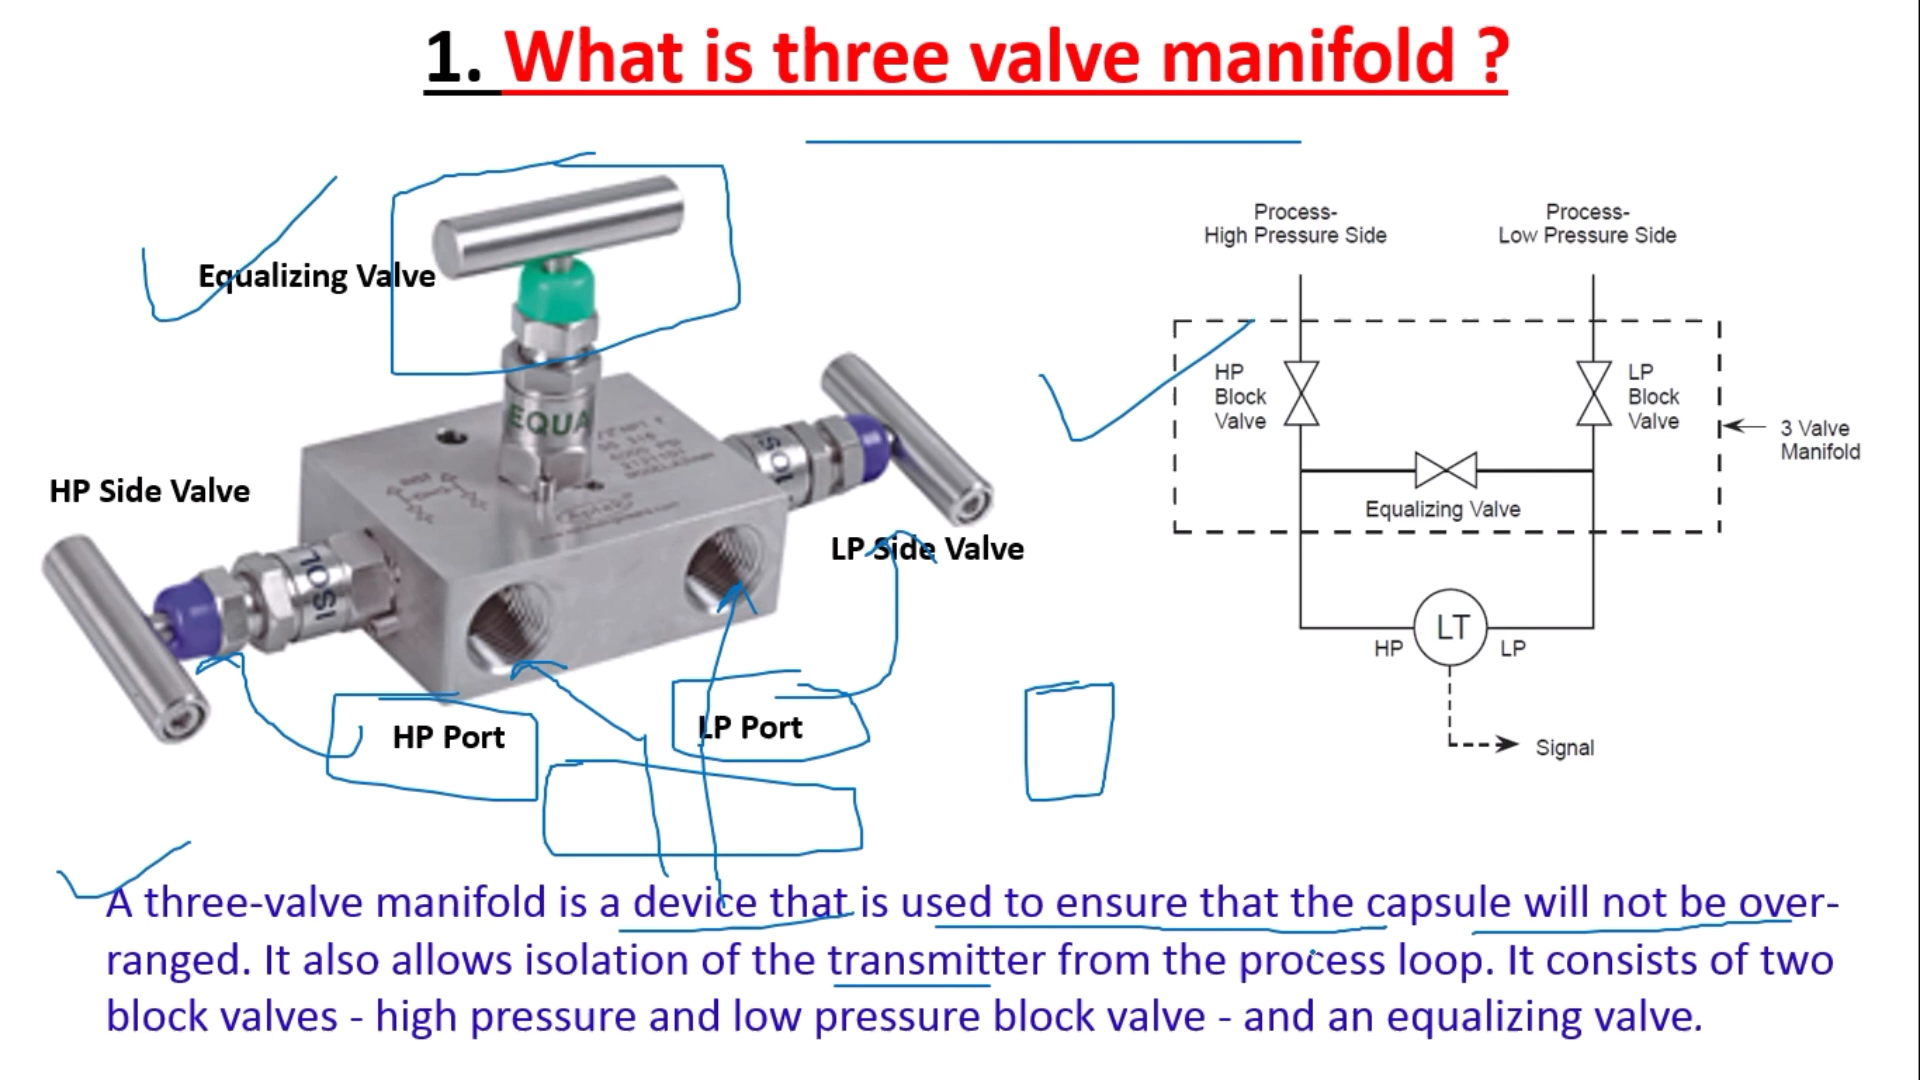 1. What is three valve manifold ?
Equalizing Valve
EQUA
HP Side Valve
ISOL
ISOL
LP Side Valve
HP Port
LP Port
Process-
High Pressure Side
Process-
Low Pressure Side
HP
Block
Valve
LP
Block
Valve
3 Valve
Manifold
Equalizing Valve
LT
HP
LP
Signal
A three-valve manifold is a device that is used to ensure that the capsule will not be over-
ranged. It also allows isolation of the transmitter from the process loop. It consists of two
block valves - high pressure and low pressure block valve - and an equalizing valve.